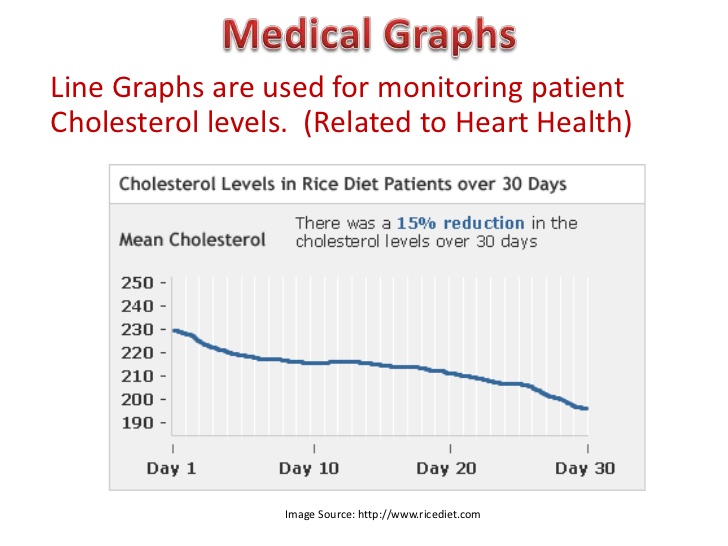 Medical Graphs
Line Graphs are used for monitoring patient
Cholesterol levels.  (Related to Heart Health)
Cholesterol Levels in Rice Diet Patients over 30 Days
There was a 15% reduction in the
cholesterol levels over 30 days
Mean Cholesterol
250 -
240 -
230 -
220 -
210 -
200 -
190 -
Day 1 Day 10 Day 20 Day 30
Image Source: http://www.ricediet.com